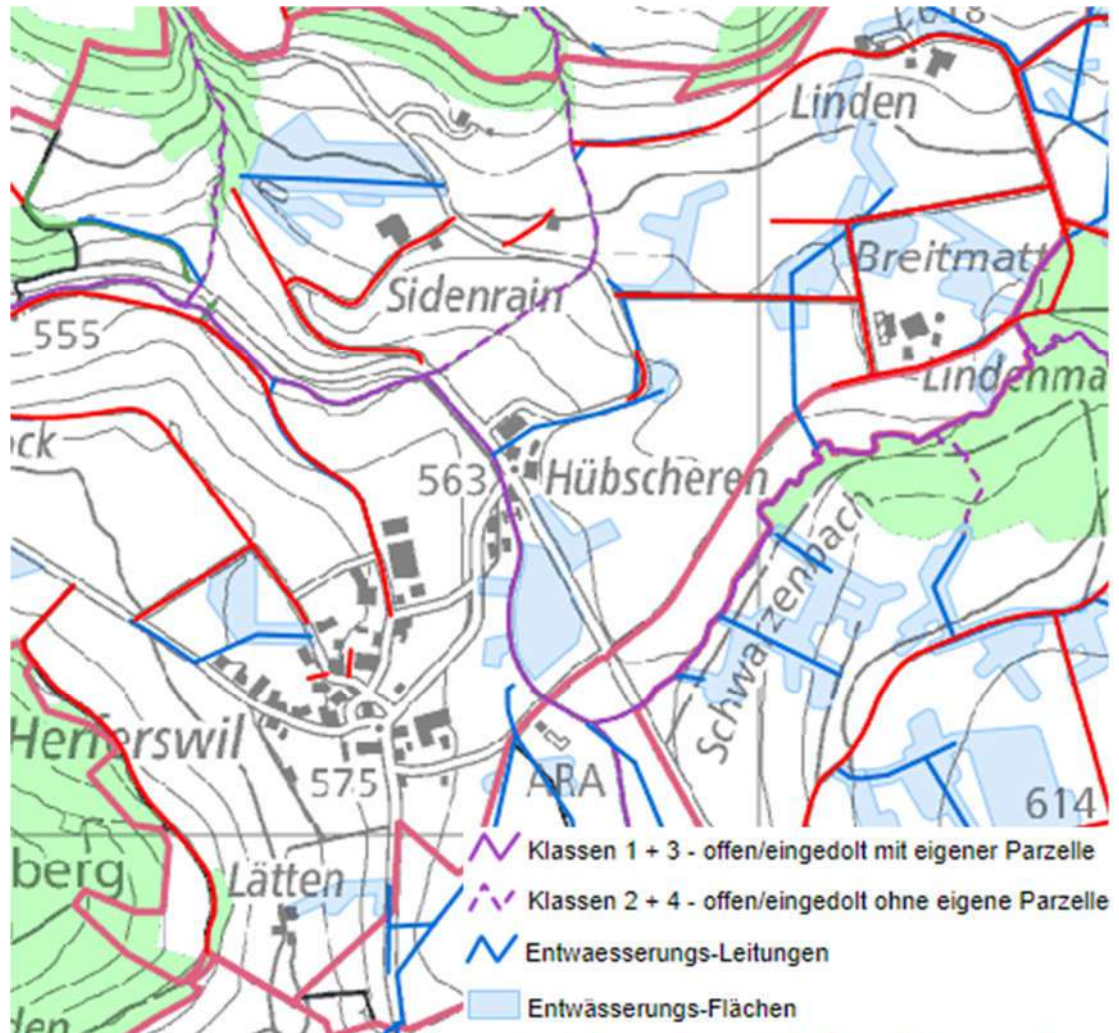 Linden
Breitmatt
Sidenrain
555
Lindenma
ock
563
Hübscheren
Schwarzenbach
Herferswil
575
ARA
614
berg
Lätten
den
Klassen 1 + 3 - offen/eingedolt mit eigener Parzelle
Klassen 2 + 4 - offen/eingedolt ohne eigene Parzelle
Entwaesserungs-Leitungen
Entwässerungs-Flächen